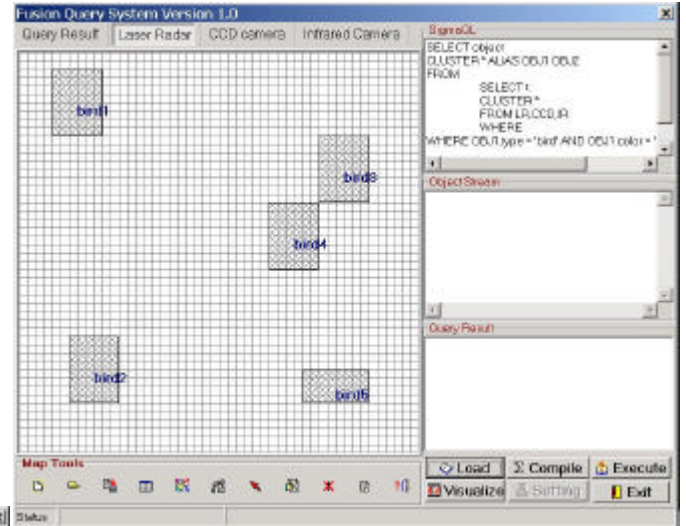 Fusion Query System Version 1.0
Query Result
Laser Radar
CCD camera
Infrared Camera
bird1
bird3
bird4
bird2
bird5
SigmaQL
SELECT object
CLUSTER * ALIAS OBJ1 OBJ2
FROM
SELECT t
CLUSTER *
FROM LR,CCD,IR
WHERE
WHERE OBJ1.type = 'bird' AND OBJ1.color = '
Object Stream
Query Result
Map Tools
Load
Σ Compile
Execute
Visualize
Setting
Exit
Status